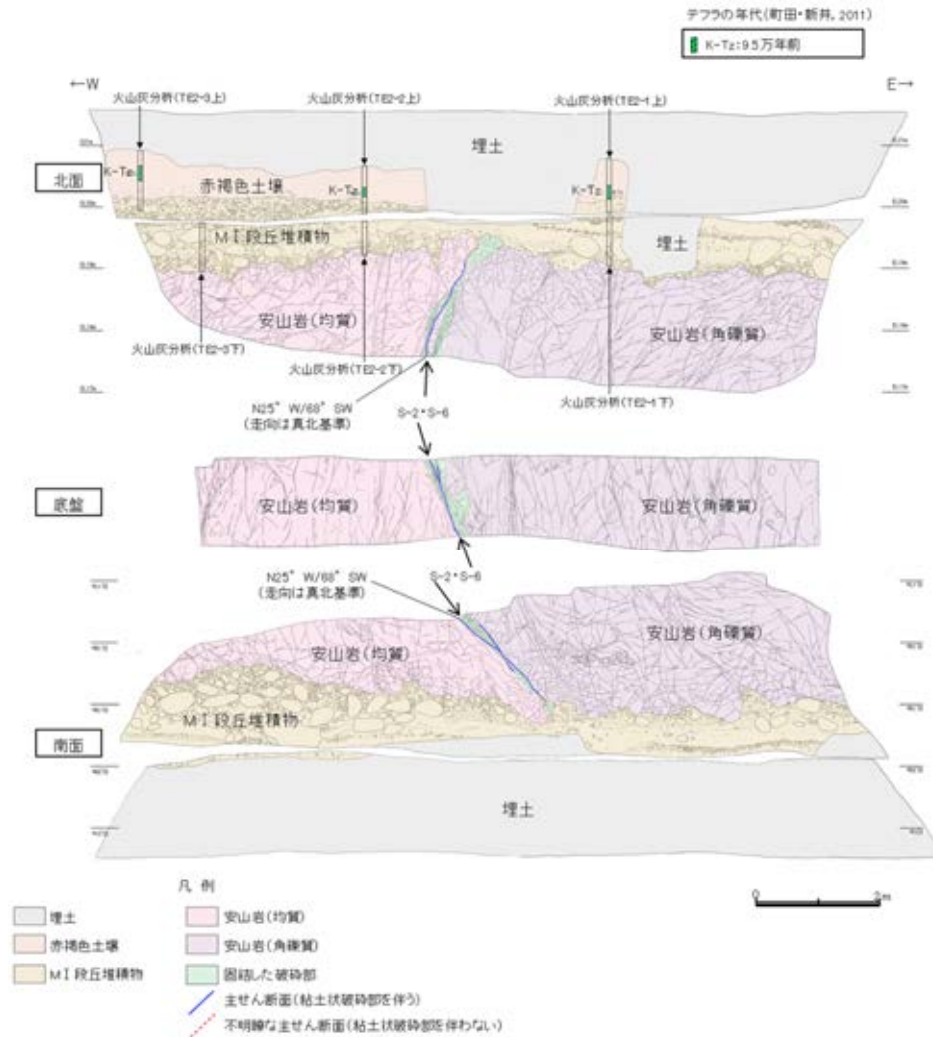 テフラの年代(町田・新井, 2011)
K-Tz:9.5万年前
←W
E→
火山灰分析(TE2-3上)
火山灰分析(TE2-2上)
火山灰分析(TE2-1上)
埋土
北面
K-Tz
赤褐色土壌
K-Tz
K-Tz
MⅠ段丘堆積物
埋土
安山岩(均質)
安山岩(角礫質)
火山灰分析(TE2-3下)
火山灰分析(TE2-2下)
火山灰分析(TE2-1下)
N25°W/68°SW
(走向は真北基準)
S-2・S-6
底盤
安山岩(均質)
安山岩(角礫質)
N25°W/68°SW
(走向は真北基準)
S-2・S-6
安山岩(均質)
安山岩(角礫質)
MⅠ段丘堆積物
南面
埋土
凡 例
埋土
赤褐色土壌
MⅠ段丘堆積物
安山岩(均質)
安山岩(角礫質)
固結した破砕部
主せん断面(粘土状破砕部を伴う)
不明瞭な主せん断面(粘土状破砕部を伴わない)
0
2m